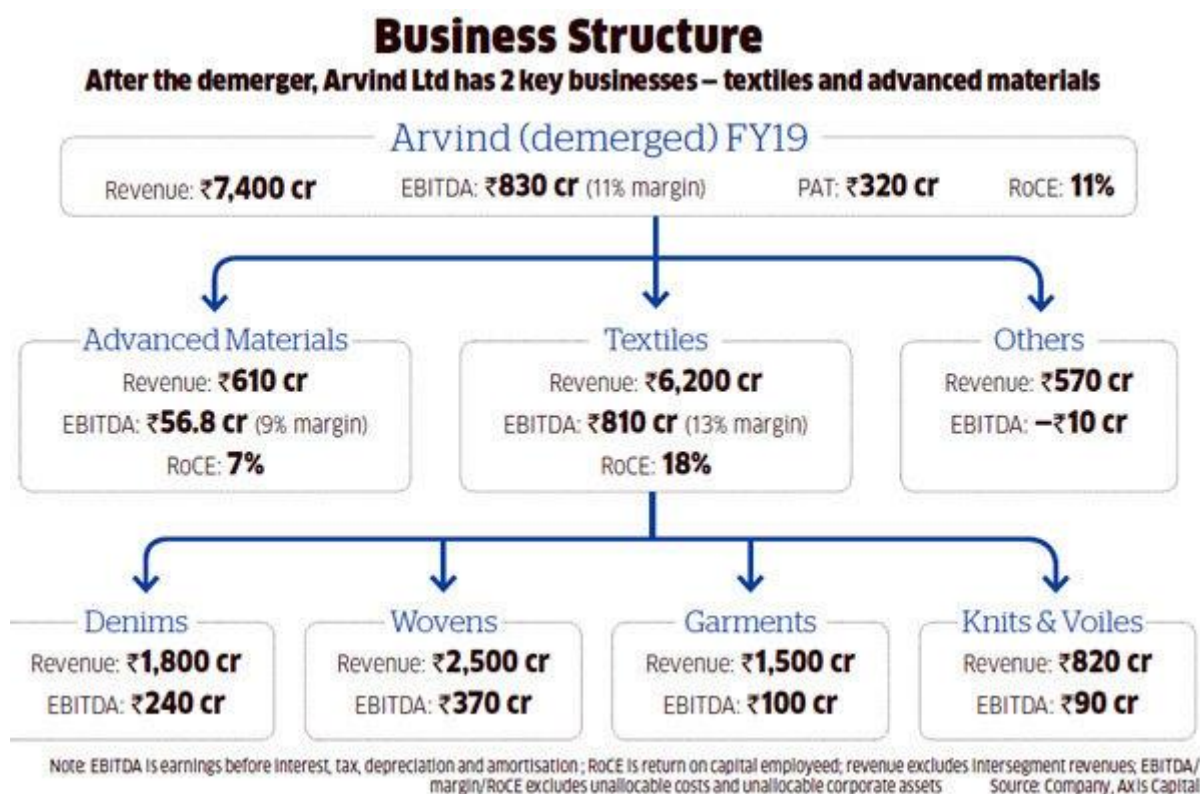 Business Structure
After the demerger, Arvind Ltd has 2 key businesses – textiles and advanced materials
Arvind (demerged) FY19
Revenue: ₹7,400 cr EBITDA: ₹830 cr (11% margin) PAT: ₹320 cr RoCE: 11%
Advanced Materials
Revenue: ₹610 cr
EBITDA: ₹56.8 cr (9% margin)
RoCE: 7%
Textiles
Revenue: ₹6,200 cr
EBITDA: ₹810 cr (13% margin)
RoCE: 18%
Others
Revenue: ₹570 cr
EBITDA: –₹10 cr
Denims
Revenue: ₹1,800 cr
EBITDA: ₹240 cr
Wovens
Revenue: ₹2,500 cr
EBITDA: ₹370 cr
Garments
Revenue: ₹1,500 cr
EBITDA: ₹100 cr
Knits & Voiles
Revenue: ₹820 cr
EBITDA: ₹90 cr
Note: EBITDA is earnings before interest, tax, depreciation and amortisation ; RoCE is return on capital employeed; revenue excludes intersegment revenues; EBITDA/
margin/RoCE excludes unallocable costs and unallocable corporate assets Source: Company, Axis Capital